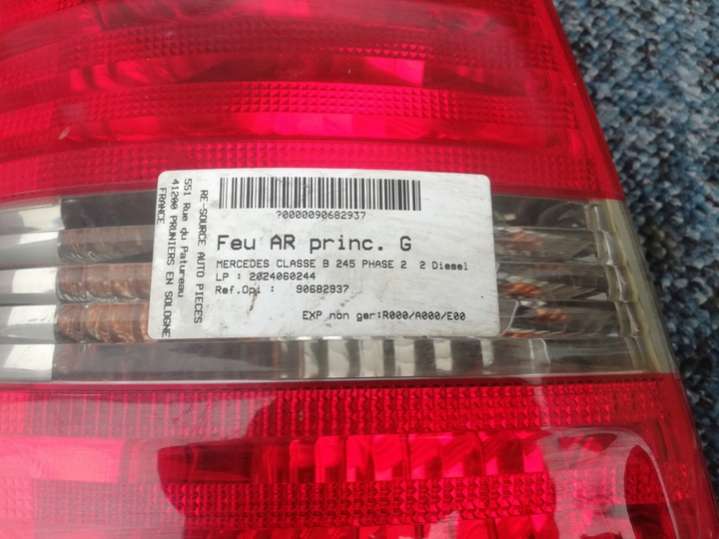 ?0000090682937
Feu AR princ. G
MERCEDES CLASSE B 245 PHASE 2 2 Diesel
LP : 2024060244
Ref.Opi : 90682937
EXP non ger:R000/A000/E00
RE-SOURCE AUTO PIECES
551 Rue du Patureau
41200 PRUNIERS EN SOLOGNE
FRANCE